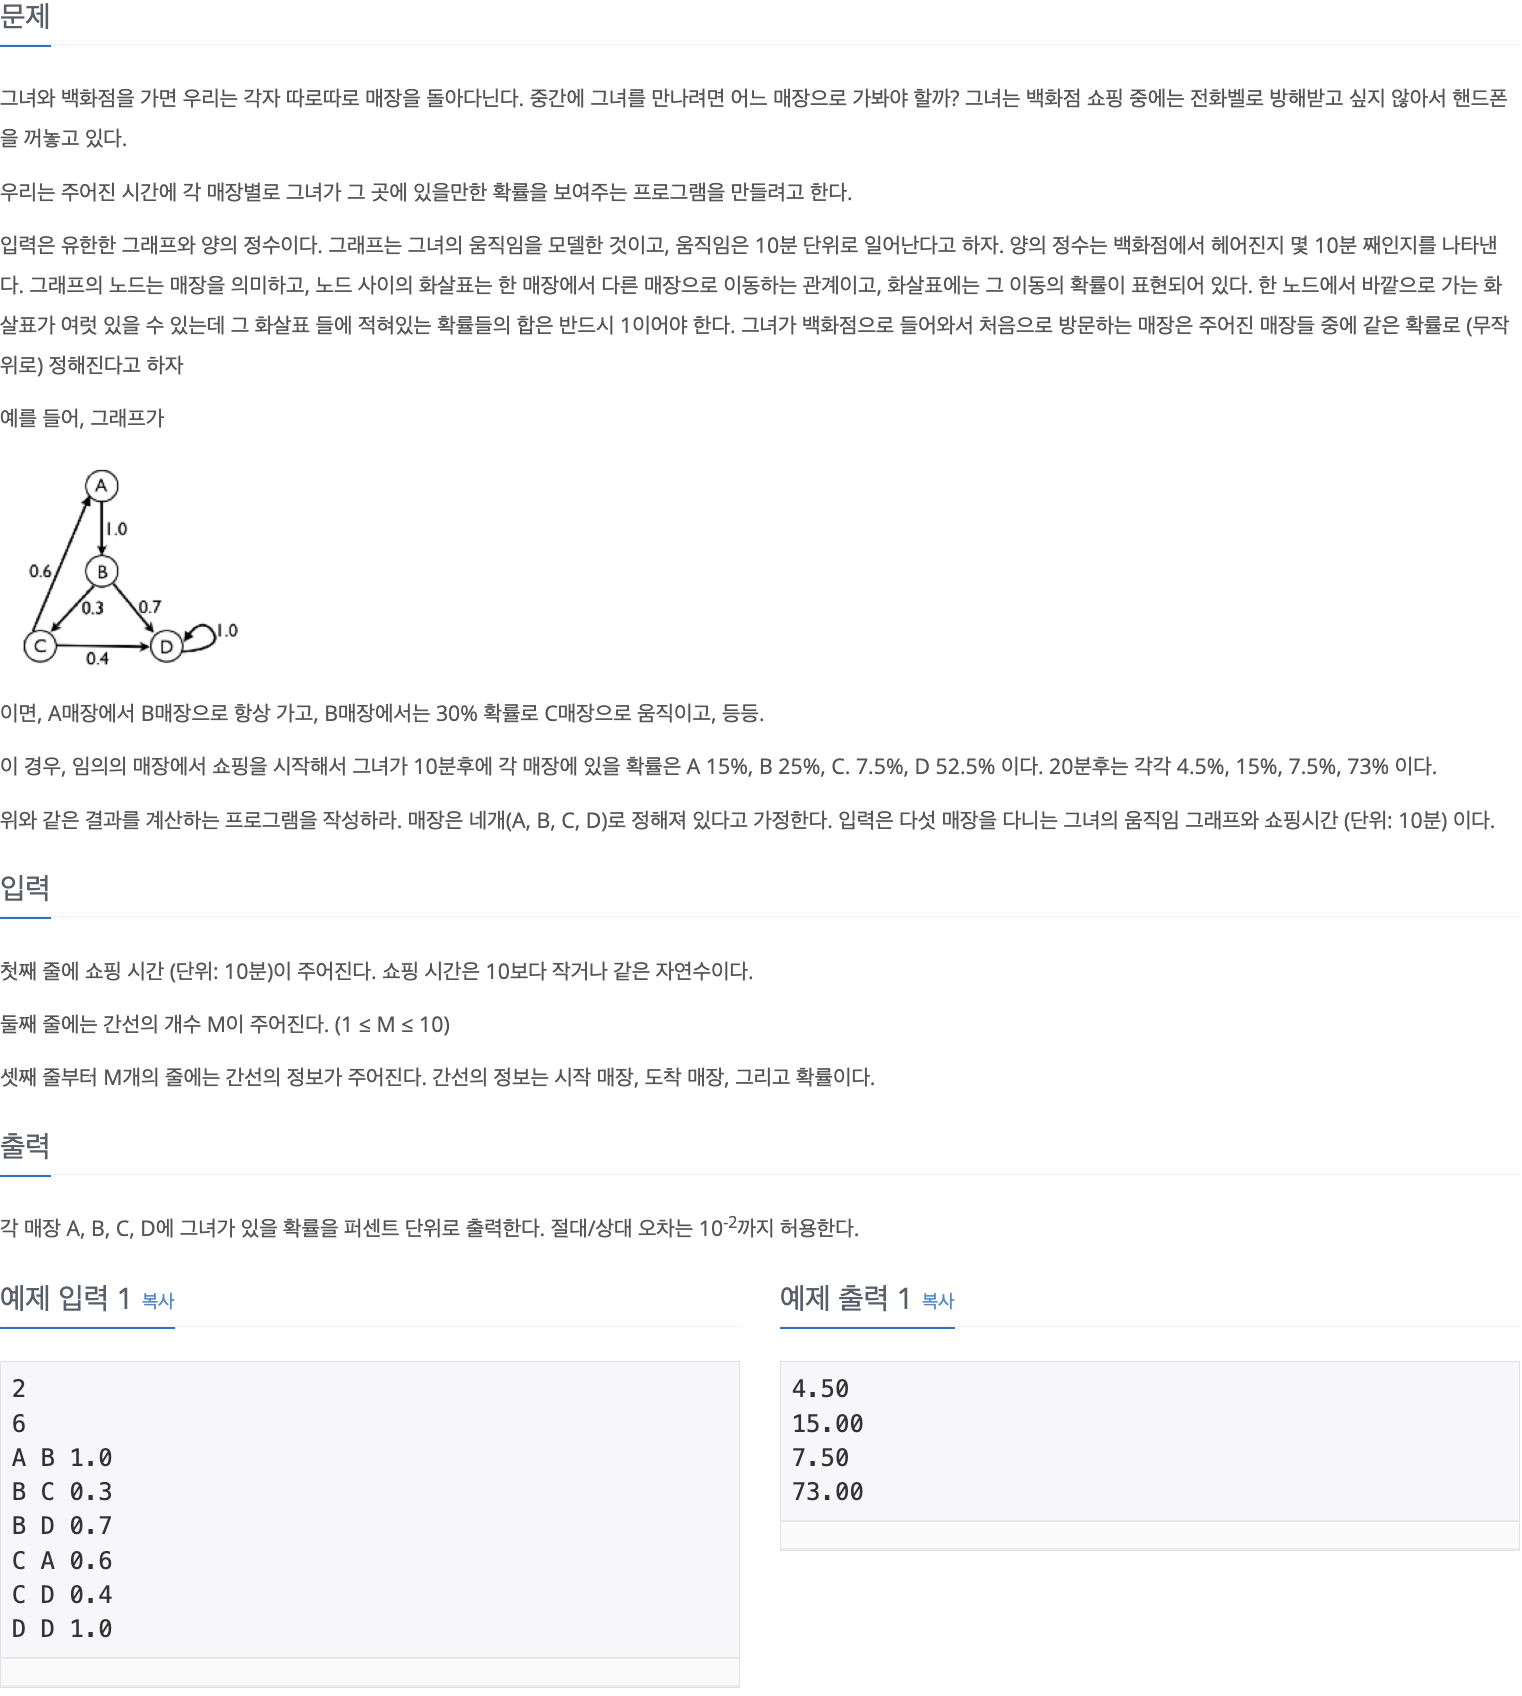 문제
그녀와 백화점을 가면 우리는 각자 따로따로 매장을 돌아다닌다. 중간에 그녀를 만나려면 어느 매장으로 가봐야 할까? 그녀는 백화점 쇼핑 중에는 전화벨로 방해받고 싶지 않아서 핸드폰
을 꺼놓고 있다.
우리는 주어진 시간에 각 매장별로 그녀가 그 곳에 있을만한 확률을 보여주는 프로그램을 만들려고 한다.
입력은 유한한 그래프와 양의 정수이다. 그래프는 그녀의 움직임을 모델한 것이고, 움직임은 10분 단위로 일어난다고 하자. 양의 정수는 백화점에서 헤어진지 몇 10분 째인지를 나타낸
다. 그래프의 노드는 매장을 의미하고, 노드 사이의 화살표는 한 매장에서 다른 매장으로 이동하는 관계이고, 화살표에는 그 이동의 확률이 표현되어 있다. 한 노드에서 바깥으로 가는 화
살표가 여럿 있을 수 있는데 그 화살표 들에 적혀있는 확률들의 합은 반드시 1이어야 한다. 그녀가 백화점으로 들어와서 처음으로 방문하는 매장은 주어진 매장들 중에 같은 확률로 (무작
위로) 정해진다고 하자
예를 들어, 그래프가
A
1.0
0.6
B
0.3
0.7
1.0
C
D
0.4
이면, A매장에서 B매장으로 항상 가고, B매장에서는 30% 확률로 C매장으로 움직이고, 등등.
이 경우, 임의의 매장에서 쇼핑을 시작해서 그녀가 10분후에 각 매장에 있을 확률은 A 15%, B 25%, C. 7.5%, D 52.5% 이다. 20분후는 각각 4.5%, 15%, 7.5%, 73% 이다.
위와 같은 결과를 계산하는 프로그램을 작성하라. 매장은 네개(A, B, C, D)로 정해져 있다고 가정한다. 입력은 다섯 매장을 다니는 그녀의 움직임 그래프와 쇼핑시간 (단위: 10분) 이다.
입력
첫째 줄에 쇼핑 시간 (단위: 10분)이 주어진다. 쇼핑 시간은 10보다 작거나 같은 자연수이다.
둘째 줄에는 간선의 개수 M이 주어진다. (1 ≤ M ≤ 10)
셋째 줄부터 M개의 줄에는 간선의 정보가 주어진다. 간선의 정보는 시작 매장, 도착 매장, 그리고 확률이다.
출력
각 매장 A, B, C, D에 그녀가 있을 확률을 퍼센트 단위로 출력한다. 절대/상대 오차는 10⁻²까지 허용한다.
예제 입력 1 복사
2
6
A B 1.0
B C 0.3
B D 0.7
C A 0.6
C D 0.4
D D 1.0
예제 출력 1 복사
4.50
15.00
7.50
73.00